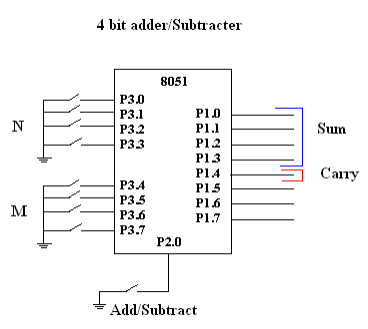 4 bit adder/Subtracter
8051
P3.0
P3.1
P3.2
P3.3
N
P3.4
P3.5
P3.6
P3.7
M
P1.0
P1.1
P1.2
P1.3
P1.4
P1.5
P1.6
P1.7
Sum
Carry
P2.0
Add/Subtract